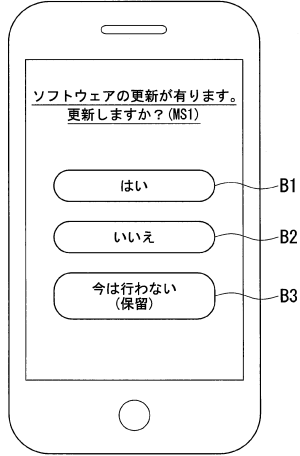 ソフトウェアの更新が有ります。
更新しますか?(MS1)
はい
B1
いいえ
B2
今は行わない
(保留)
B3